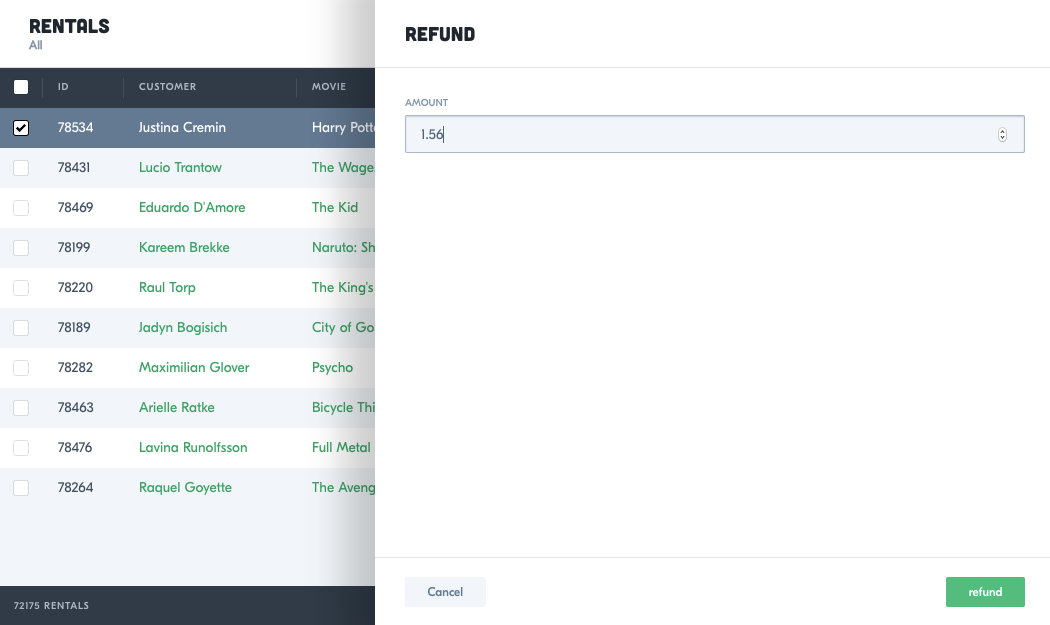 RENTALS
All
ID CUSTOMER MOVIE
78534 Justina Cremin Harry Potte
78431 Lucio Trantow The Wages
78469 Eduardo D'Amore The Kid
78199 Kareem Brekke Naruto: Sh
78220 Raul Torp The King's
78189 Jadyn Bogisich City of Go
78282 Maximilian Glover Psycho
78463 Arielle Ratke Bicycle Thi
78476 Lavina Runolfsson Full Metal
78264 Raquel Goyette The Aveng
72175 RENTALS
REFUND
AMOUNT
1.56
Cancel
refund